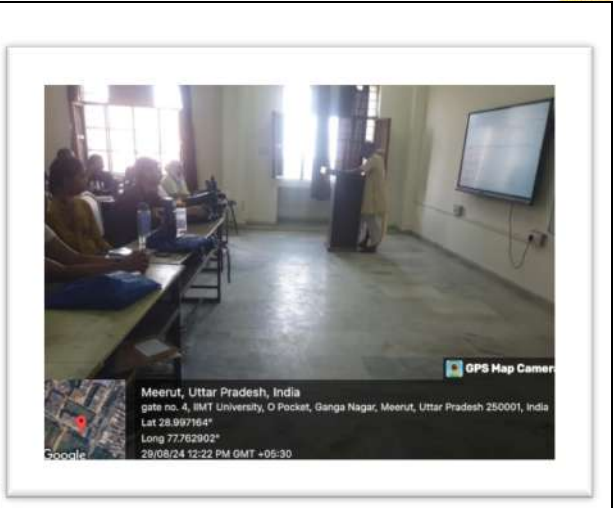 GPS Map Camer
Meerut, Uttar Pradesh, India
gate no. 4, IIMT University, O Pocket, Ganga Nagar, Meerut, Uttar Pradesh 250001, India
Lat 28.997164°
Long 77.762902°
29/08/24 12:22 PM GMT +05:30
Google